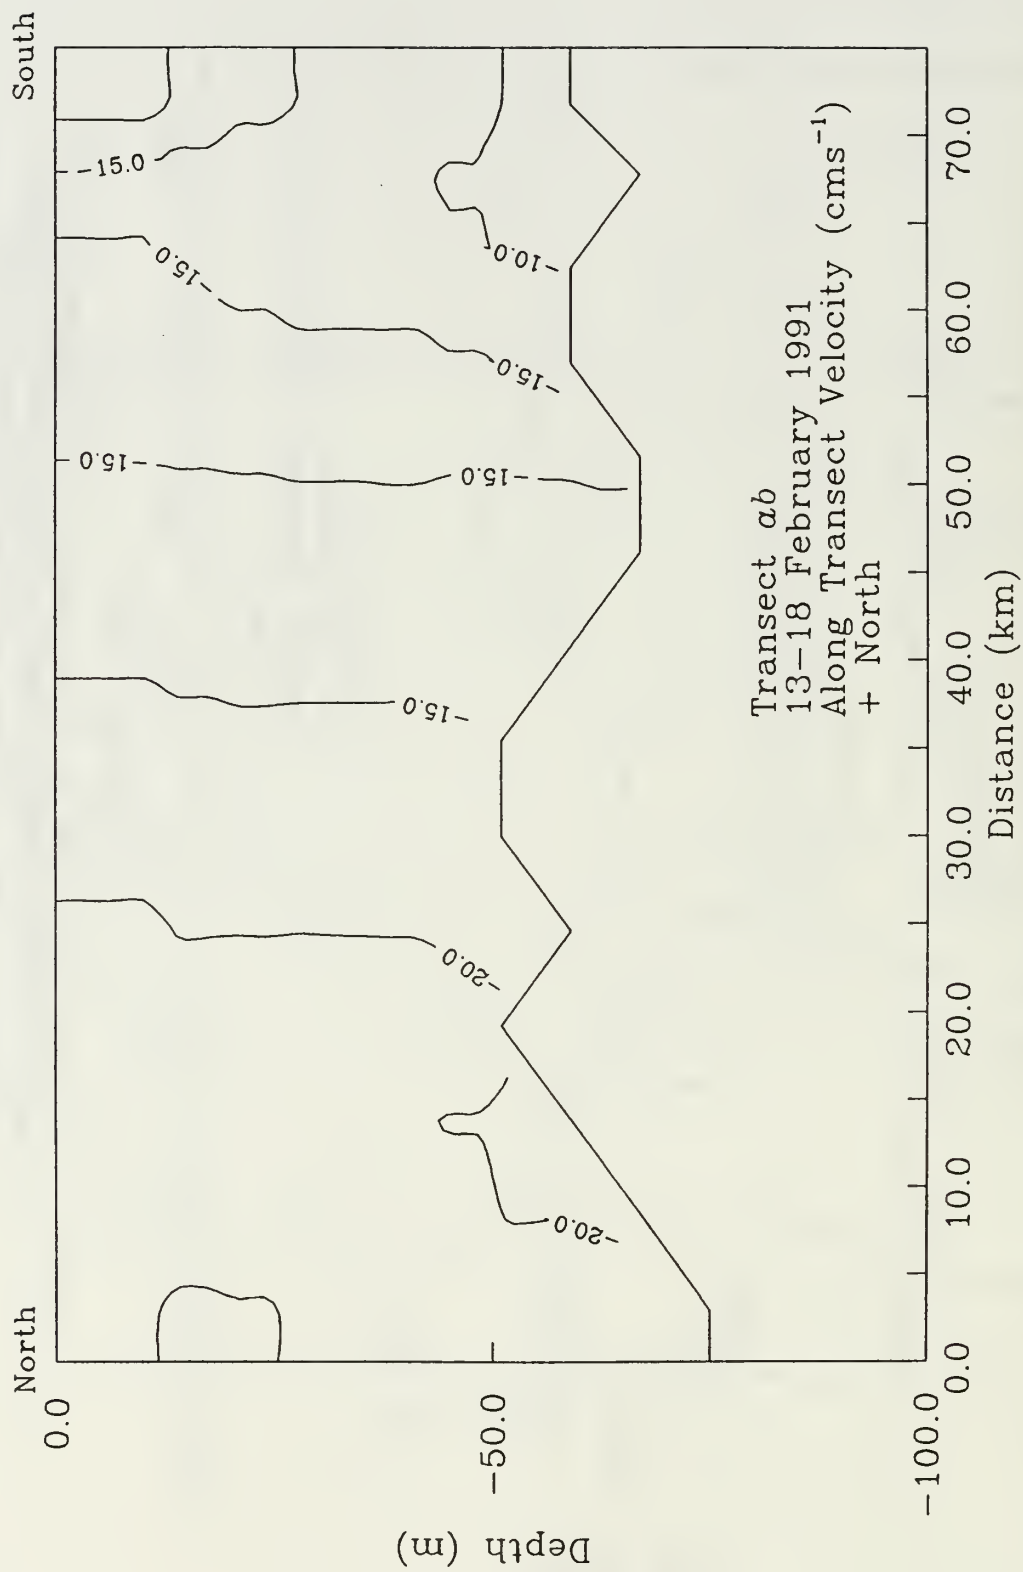 North
South
0.0
-50.0
-100.0
Depth (m)
-20.0
-20.0
-15.0
-15.0
-15.0
-15.0
-15.0
-15.0
-10.0
Transect ab
13-18 February 1991
Along Transect Velocity (cms⁻¹)
+ North
0.0 10.0 20.0 30.0 40.0 50.0 60.0 70.0
Distance (km)